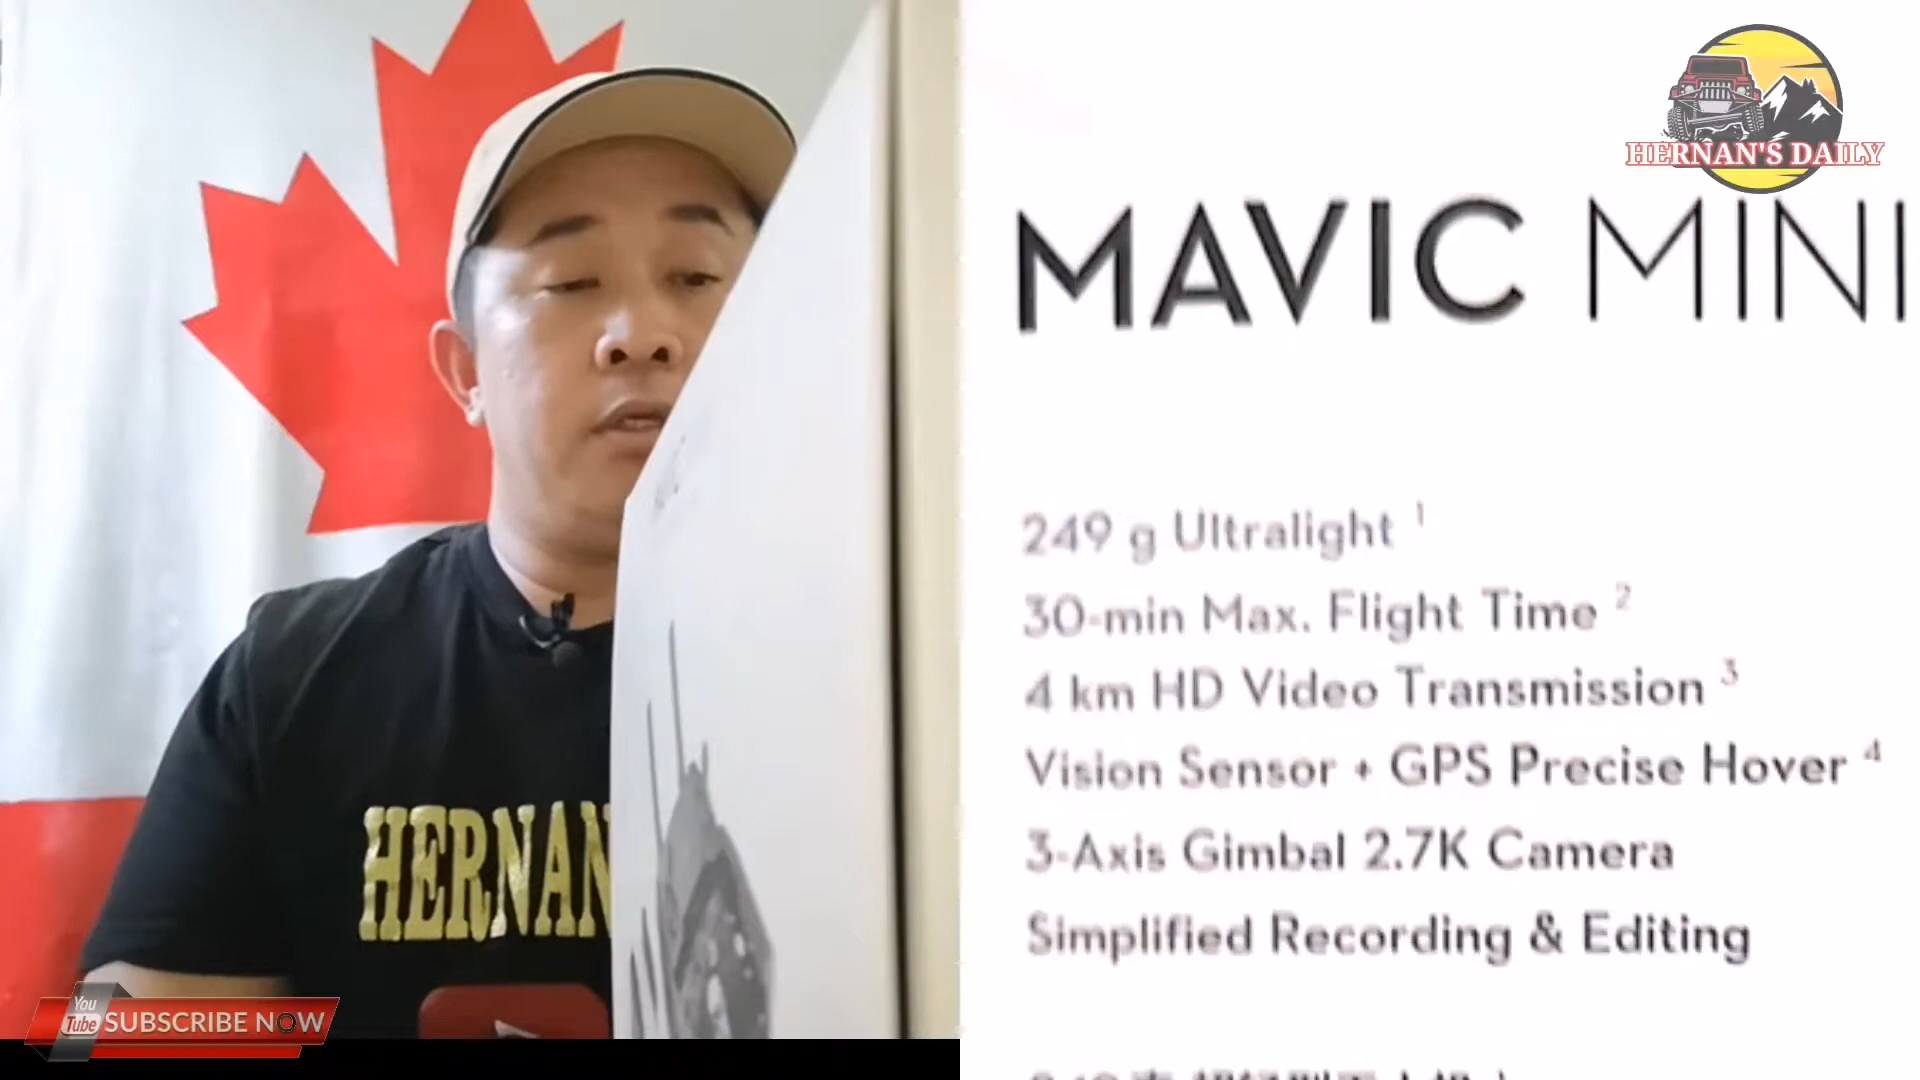 HERNAN'S DAILY
MAVIC MINI
249 g Ultralight 1
30-min Max. Flight Time 2
4 km HD Video Transmission 3
Vision Sensor + GPS Precise Hover 4
3-Axis Gimbal 2.7K Camera
Simplified Recording & Editing
HERNAN
You
Tube SUBSCRIBE NOW